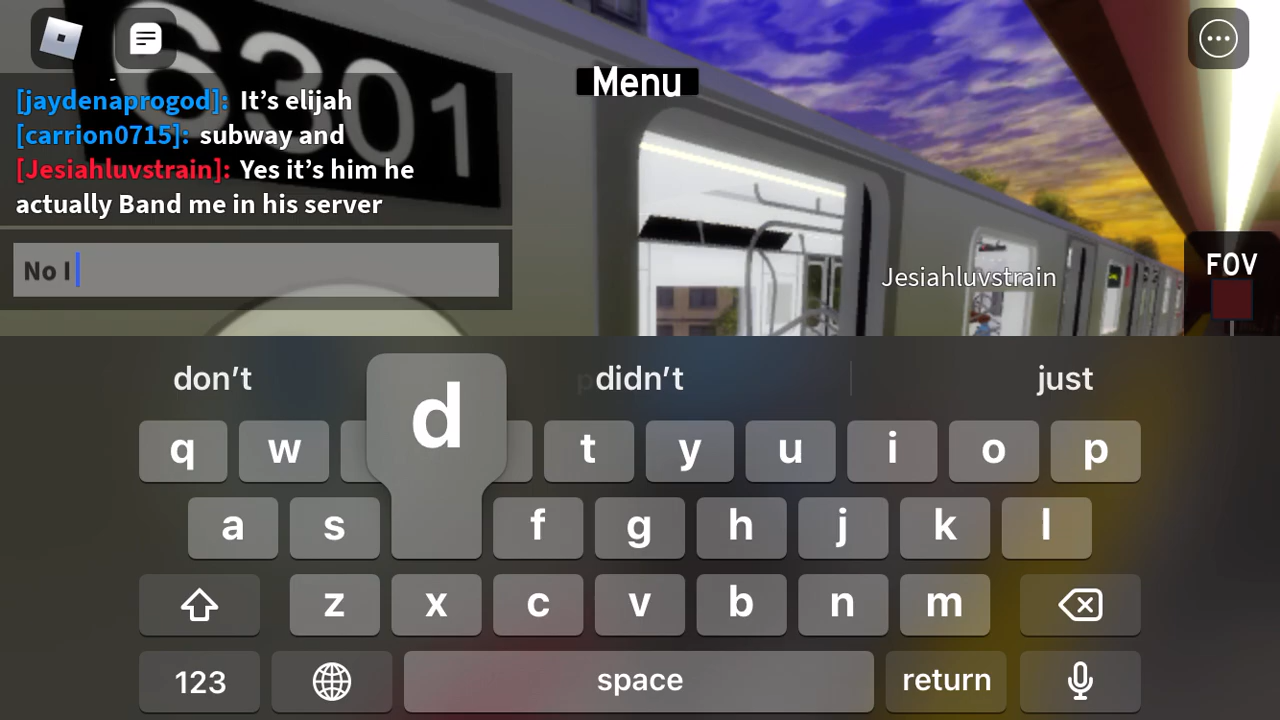 6301
Menu
[jaydenaprogod]: It’s elijah
[carrion0715]: subway and
[Jesiahluvstrain]: Yes it’s him he
actually Band me in his server
No I
Jesiahluvstrain
FOV
don’t didn’t just
d
q w t y u i o p
a s f g h j k l
z x c v b n m
123 space return